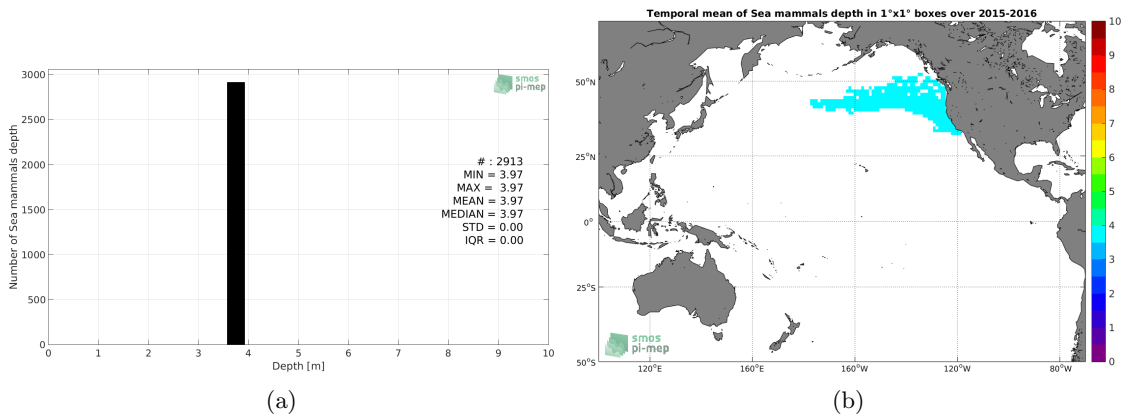 3000
2500
2000
1500
1000
500
0
Number of Sea mammals depth
smos
pi-mep
# : 2913
MIN = 3.97
MAX = 3.97
MEAN = 3.97
MEDIAN = 3.97
STD = 0.00
IQR = 0.00
0 1 2 3 4 5 6 7 8 9 10
Depth [m]
(a)
Temporal mean of Sea mammals depth in 1°x1° boxes over 2015-2016
50°N
25°N
0°
25°S
50°S
120°E 160°E 160°W 120°W 80°W
smos
pi-mep
10
9
8
7
6
5
4
3
2
1
0
(b)